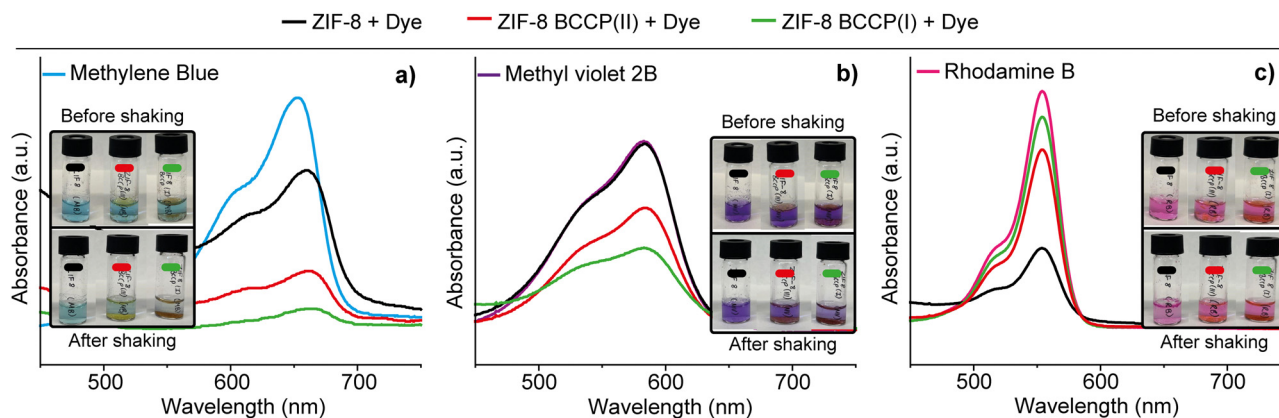 ZIF-8 + Dye ZIF-8 BCCP(II) + Dye ZIF-8 BCCP(I) + Dye
Methylene Blue a)
Before shaking
After shaking
Absorbance (a.u.)
500 600 700
Wavelength (nm)
Methyl violet 2B b)
Before shaking
After shaking
Absorbance (a.u.)
500 600 700
Wavelength (nm)
Rhodamine B c)
Before shaking
After shaking
Absorbance (a.u.)
500 600 700
Wavelength (nm)